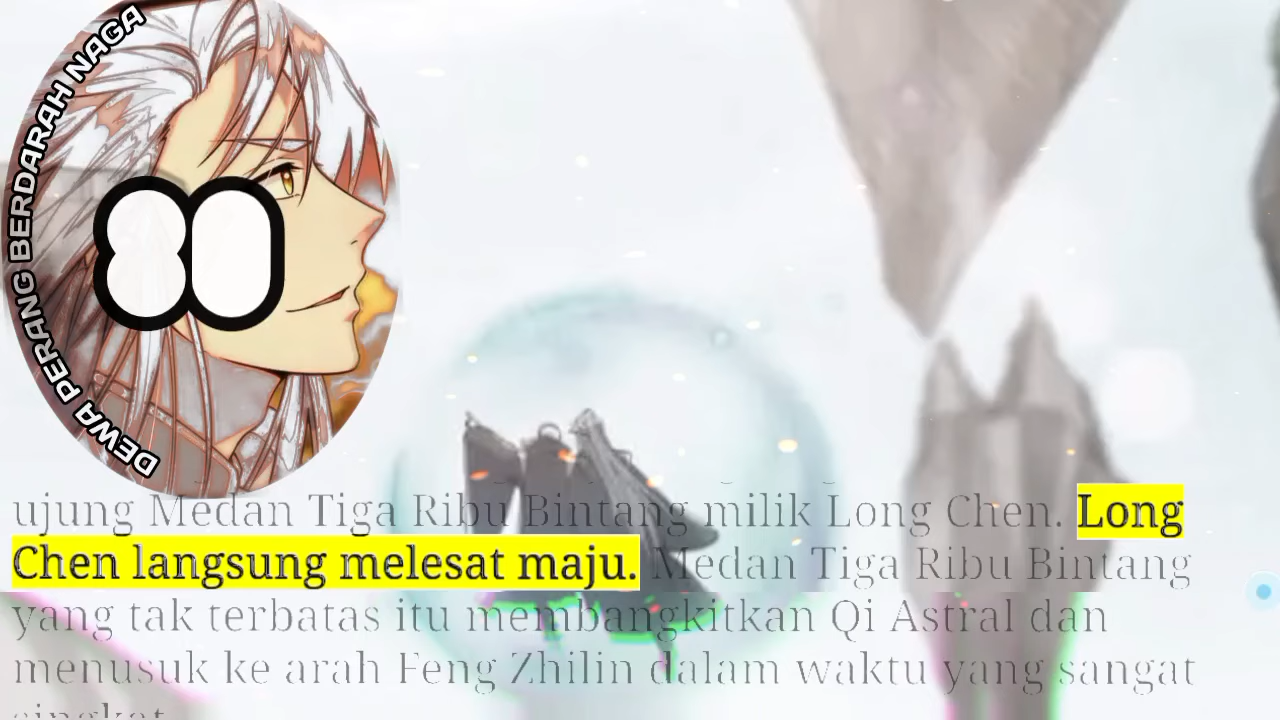 DEWA PERANG BERDARAH NAGA
80
ujung Medan Tiga Ribu Bintang milik Long Chen. Long
Chen langsung melesat maju. Medan Tiga Ribu Bintang
yang tak terbatas itu membangkitkan Qi Astral dan
menusuk ke arah Feng Zhilin dalam waktu yang sangat
singkat.